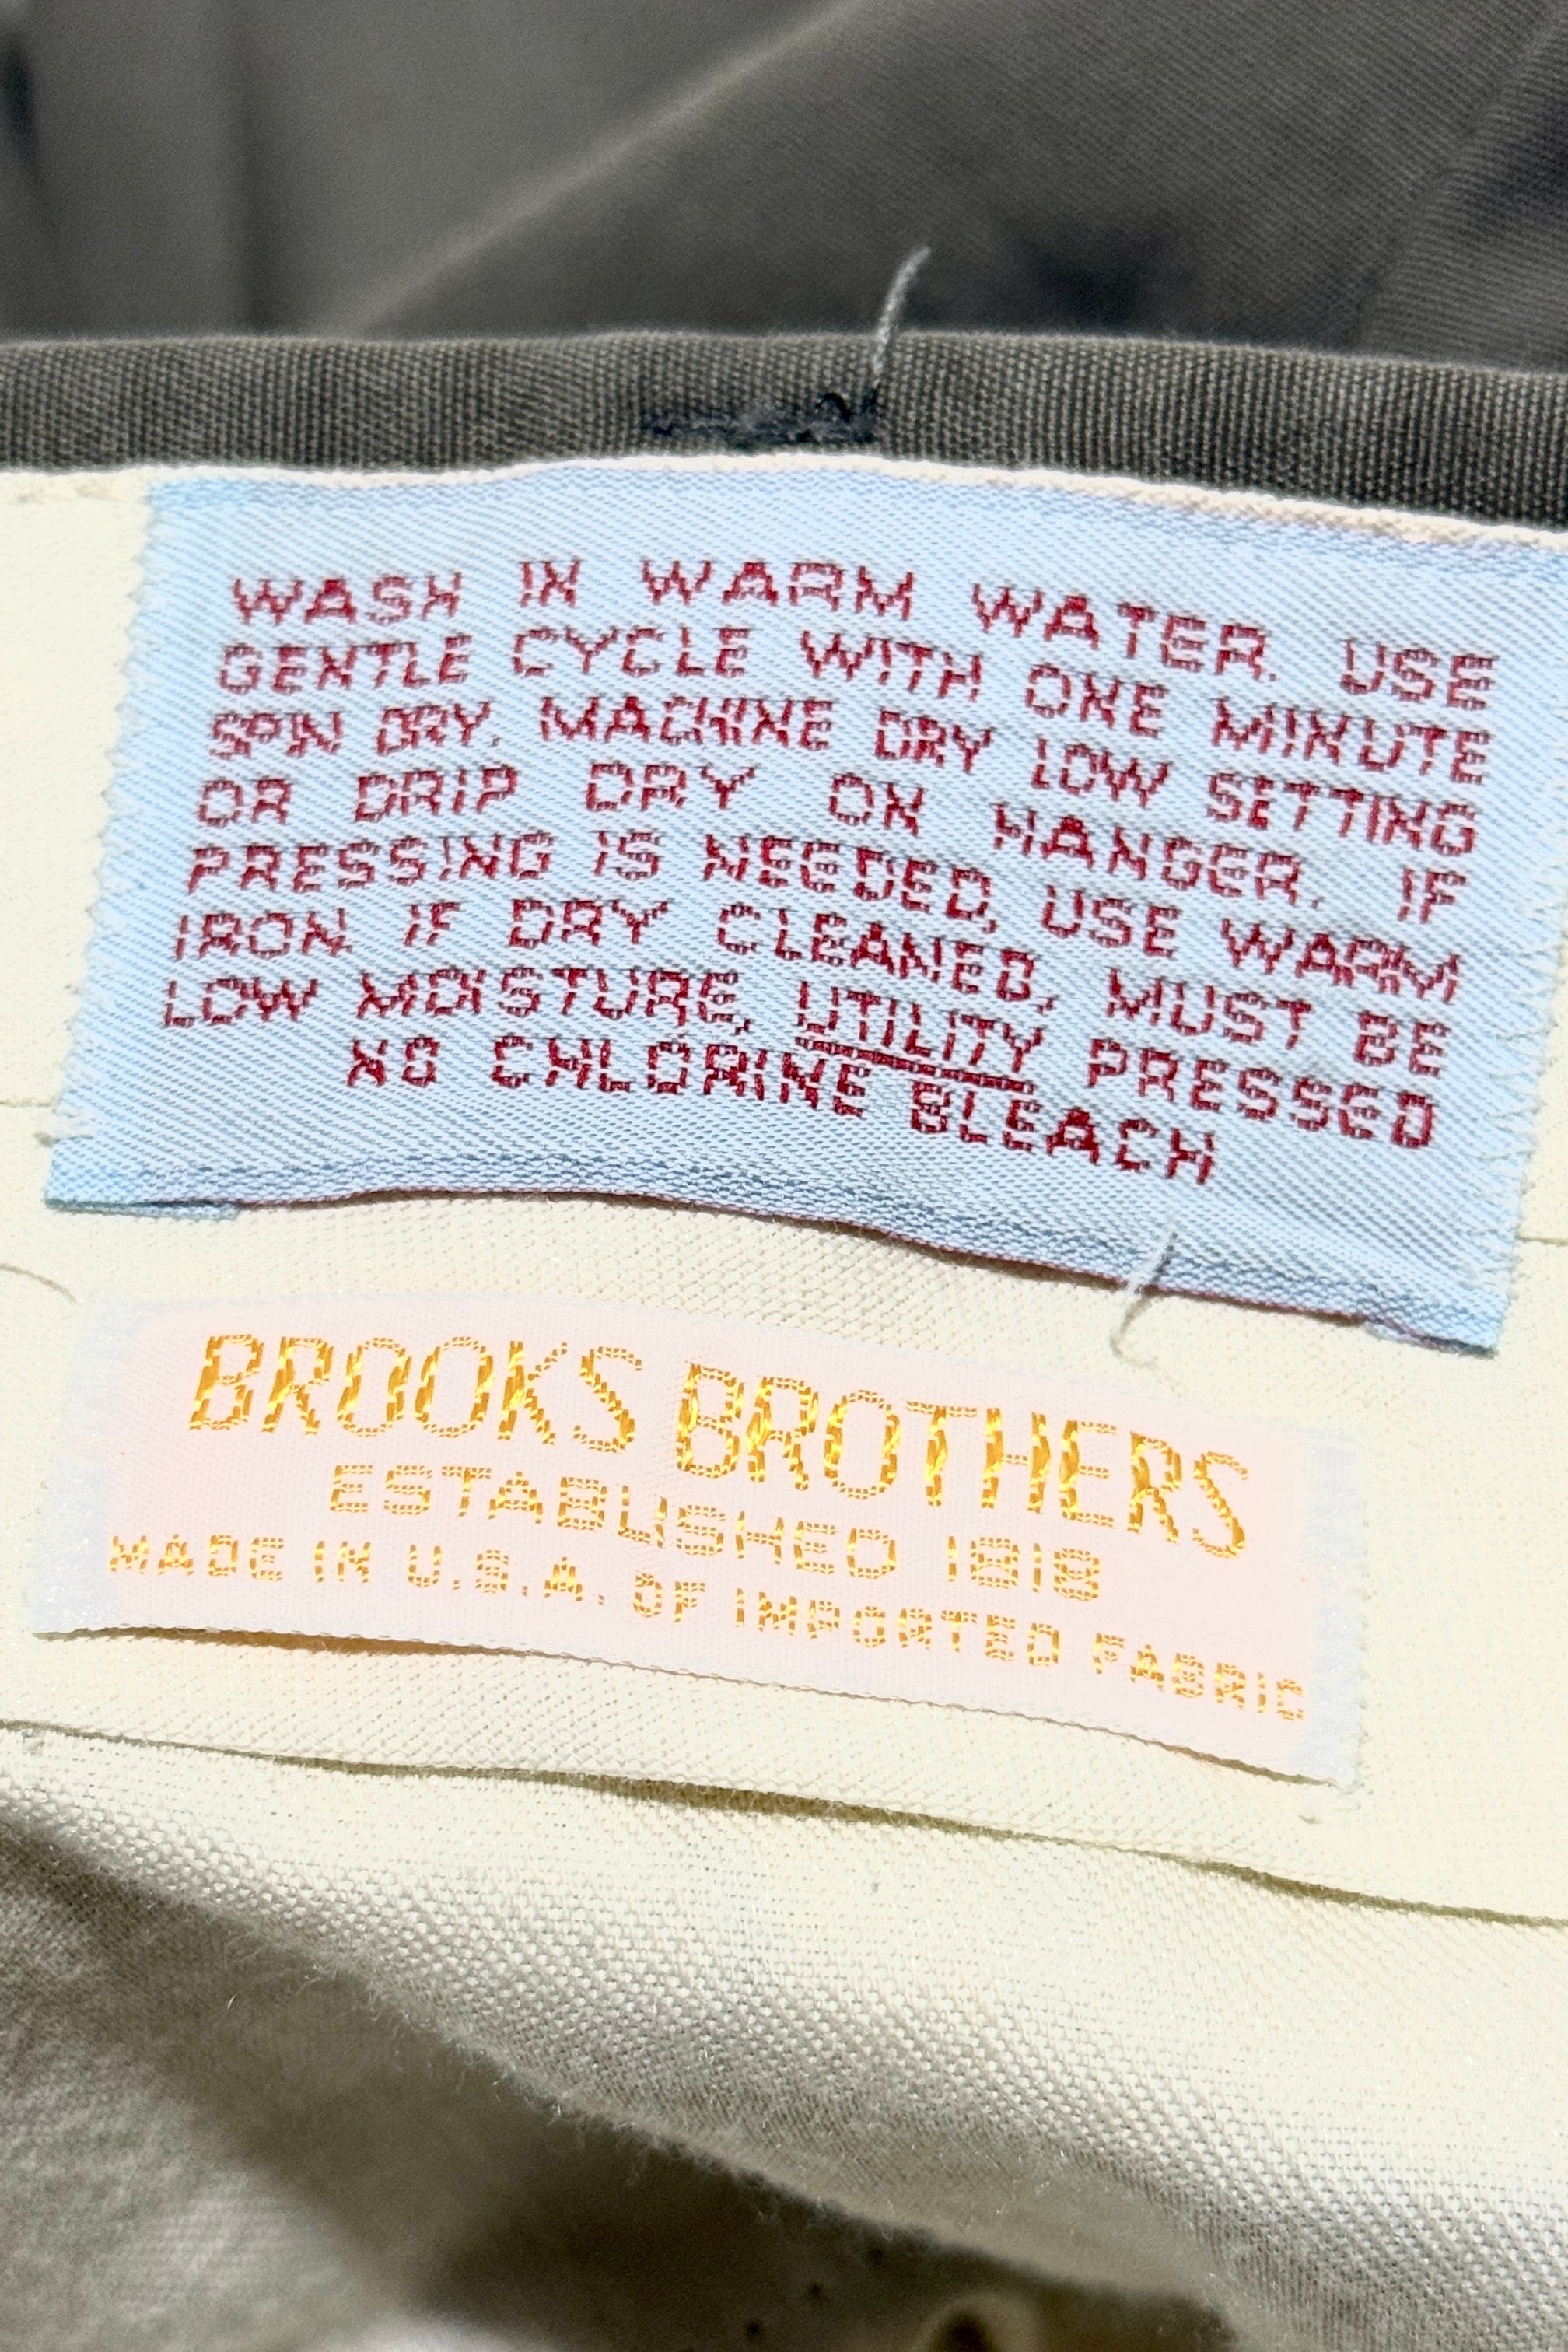 WASH IN WARM WATER. USE
GENTLE CYCLE WITH ONE MINUTE
SPIN DRY. MACHINE DRY LOW SETTING
OR DRIP DRY ON HANGER. IF
PRESSING IS NEEDED, USE WARM
IRON. IF DRY CLEANED, MUST BE
LOW MOISTURE, UTILITY PRESSED
NO CHLORINE BLEACH
BROOKS BROTHERS
ESTABLISHED 1818
MADE IN U.S.A. OF IMPORTED FABRIC